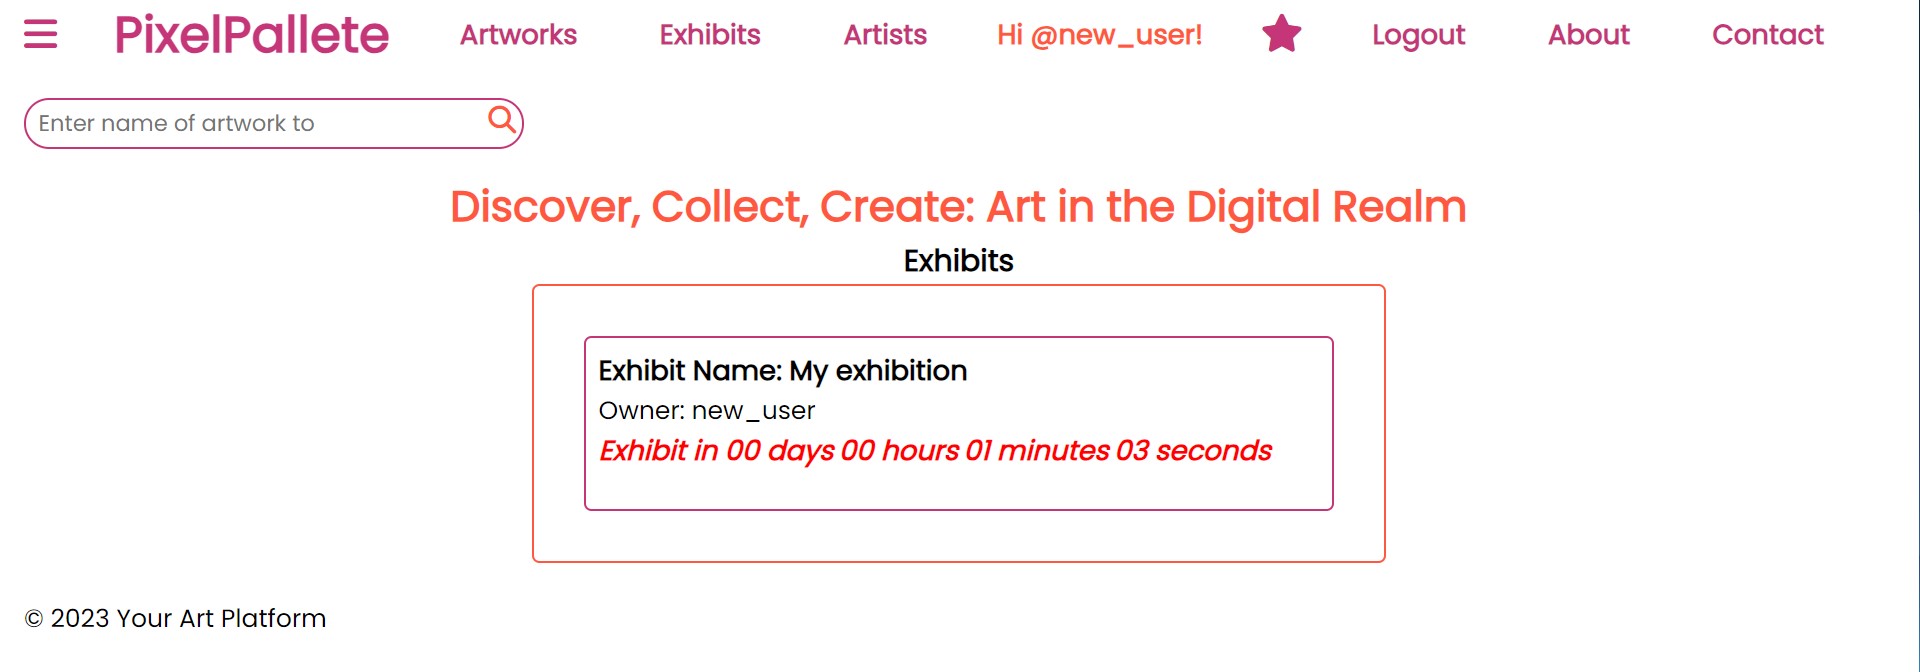 PixelPallete Artworks Exhibits Artists Hi @new_user! Logout About Contact
Enter name of artwork to
Discover, Collect, Create: Art in the Digital Realm
Exhibits
Exhibit Name: My exhibition
Owner: new_user
Exhibit in 00 days 00 hours 01 minutes 03 seconds
© 2023 Your Art Platform